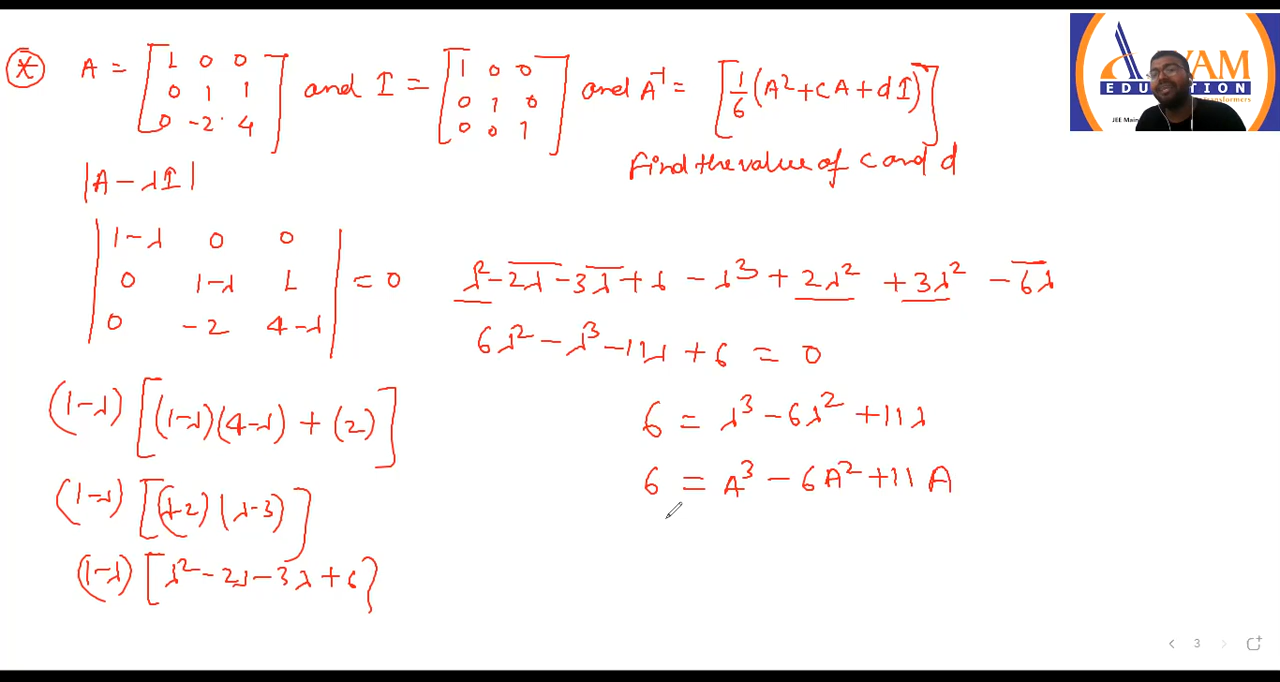 * A = [1 0 0 0 1 1 0 -2 4] and I = [1 0 0 0 1 0 0 0 1] and A⁻¹ = [1/6 (A² + cA + dI)]
Find the value of c and d
|A - λI|
|1-λ 0 0
0 1-λ 1
0 -2 4-λ| = 0
(1-λ) [(1-λ)(4-λ) + (2)]
(1-λ) [(λ-2)(λ-3)]
(1-λ) [λ² - 2λ - 3λ + 6]
λ² - 2λ - 3λ + 6 - λ³ + 2λ² + 3λ² - 6λ
6λ² - λ³ - 11λ + 6 = 0
6 = λ³ - 6λ² + 11λ
6 = A³ - 6A² + 11A
YAM
EDUCATION
JEE Main
3